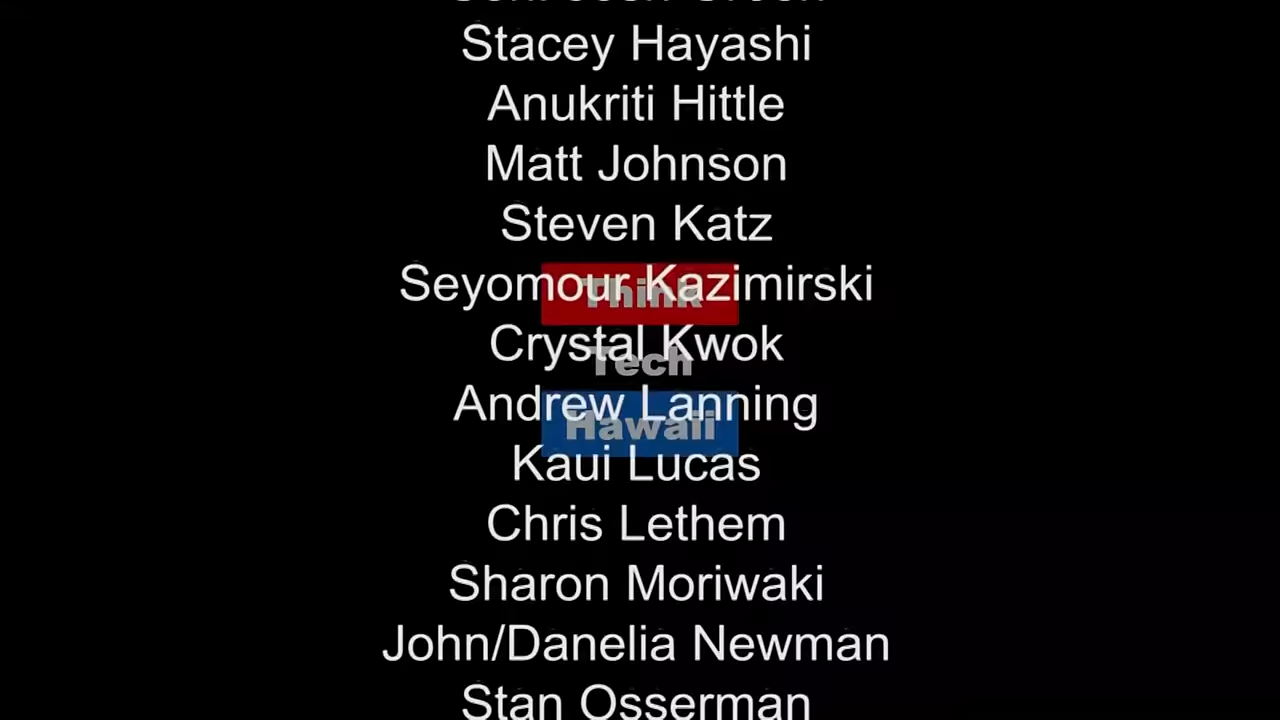 Stacey Hayashi
Anukriti Hittle
Matt Johnson
Steven Katz
Seyomour Kazimirski
Think
Crystal Kwok
Tech
Andrew Lanning
Hawaii
Kaui Lucas
Chris Lethem
Sharon Moriwaki
John/Danelia Newman
Stan Osserman